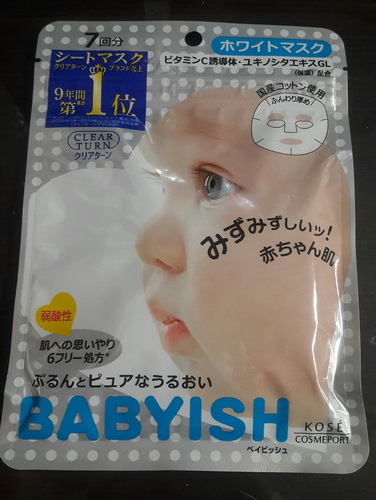 7回分
ホワイトマスク
シートマスク
クリアターン ブランド売上
9年間 第1位
ビタミンC誘導体・ユキノシタエキスGL
(保湿) 配合
国産コットン使用
ふんわり厚め
CLEAR
TURN
クリアターン
みずみずしいッ!
赤ちゃん肌
弱酸性
肌への思いやり
6フリー処方*
ぷるんとピュアなうるおい
BABYISH
ベイビッシュ
KOSÉ
COSMEPORT